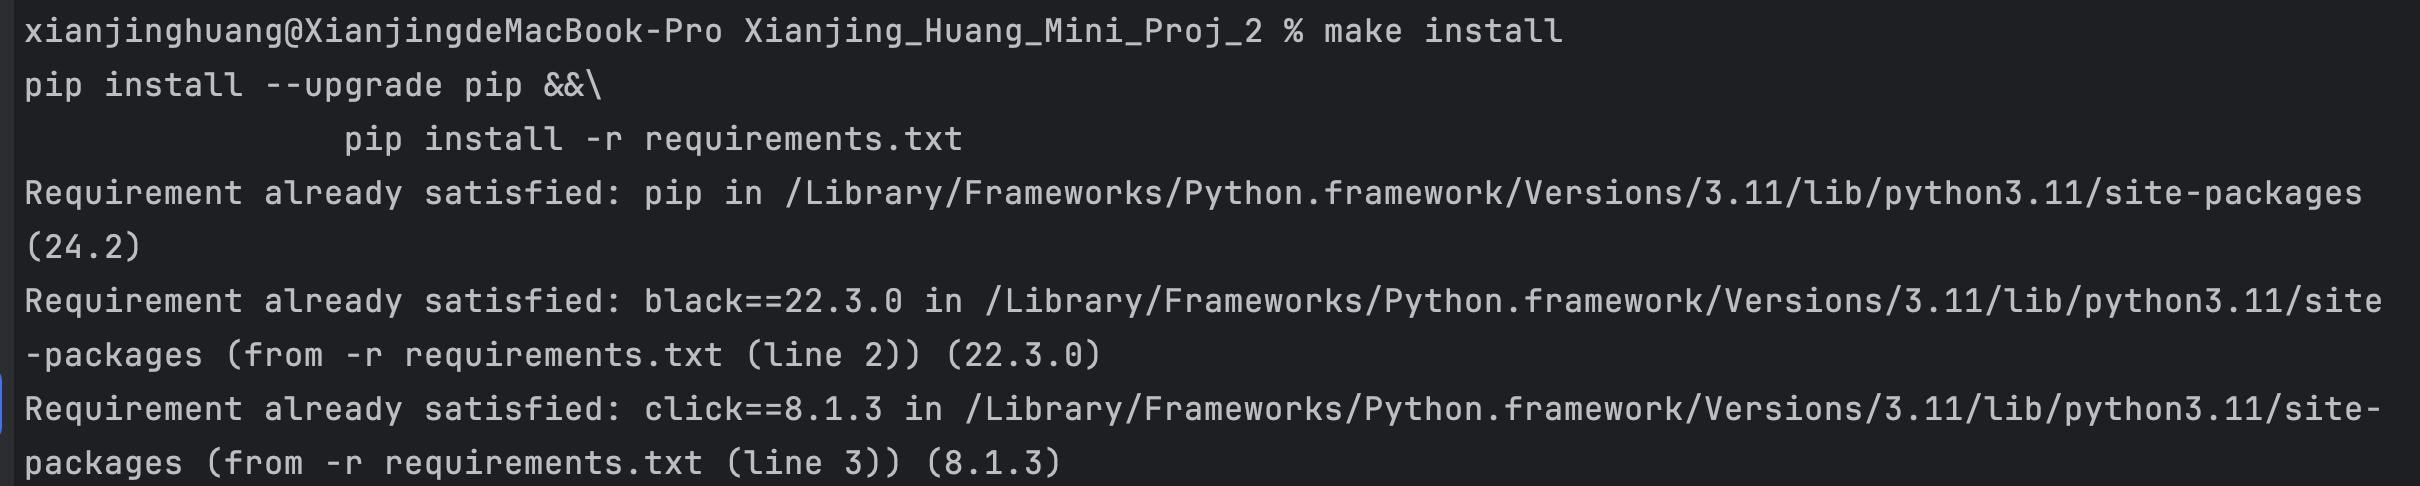 xianjinghuang@XianjingdeMacBook-Pro Xianjing_Huang_Mini_Proj_2 % make install
pip install --upgrade pip &&\
                pip install -r requirements.txt
Requirement already satisfied: pip in /Library/Frameworks/Python.framework/Versions/3.11/lib/python3.11/site-packages
(24.2)
Requirement already satisfied: black==22.3.0 in /Library/Frameworks/Python.framework/Versions/3.11/lib/python3.11/site
-packages (from -r requirements.txt (line 2)) (22.3.0)
Requirement already satisfied: click==8.1.3 in /Library/Frameworks/Python.framework/Versions/3.11/lib/python3.11/site-
packages (from -r requirements.txt (line 3)) (8.1.3)